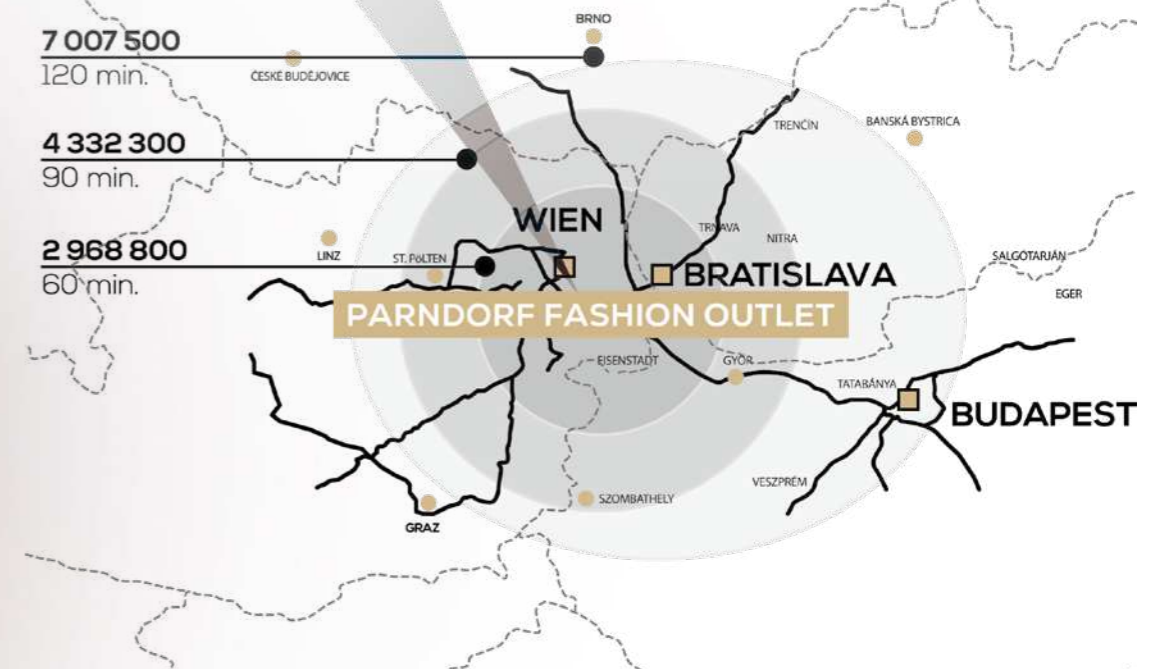 BRNO
7 007 500
120 min.
ČESKÉ BUDĚJOVICE
BANSKÁ BYSTRICA
TRENČÍN
4 332 300
90 min.
WIEN
TRNAVA
NITRA
2 968 800
60 min.
LINZ
ST. PöLTEN
BRATISLAVA
SALGÓTARJÁN
EGER
PARNDORF FASHION OUTLET
EISENSTADT
GYÖR
TATABÁNYA
BUDAPEST
VESZPRÉM
SZOMBATHELY
GRAZ